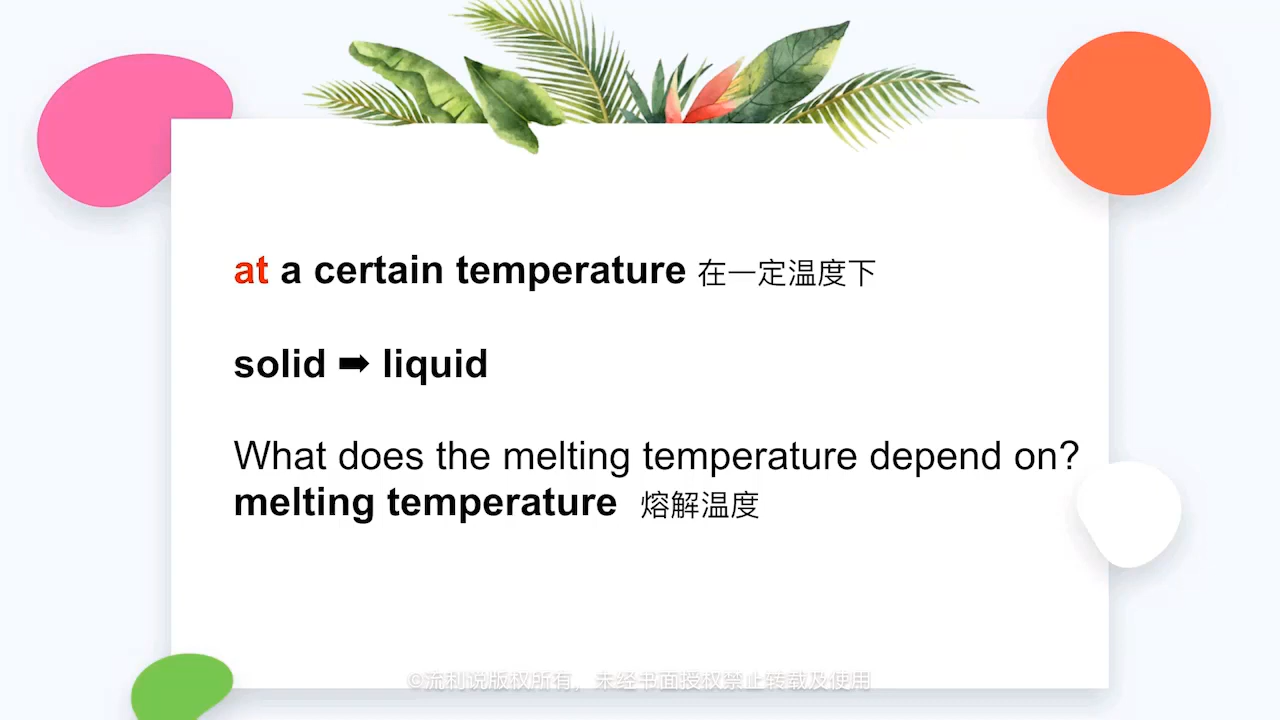 at a certain temperature 在一定温度下
solid ➡ liquid
What does the melting temperature depend on?
melting temperature 熔解温度
©流利说版权所有，未经书面授权禁止转载及使用